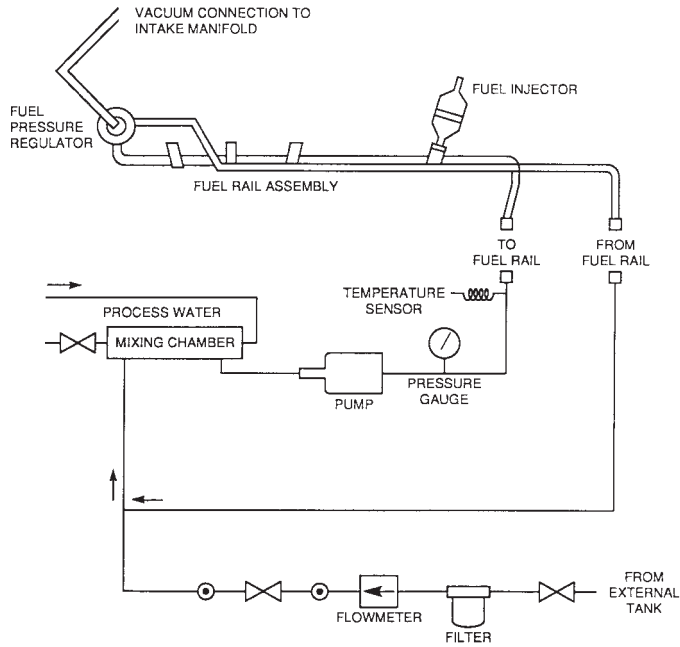 VACUUM CONNECTION TO
INTAKE MANIFOLD
FUEL INJECTOR
FUEL
PRESSURE
REGULATOR
FUEL RAIL ASSEMBLY
TO
FUEL RAIL
FROM
FUEL RAIL
TEMPERATURE
SENSOR
PROCESS WATER
MIXING CHAMBER
PRESSURE
GAUGE
PUMP
FROM
EXTERNAL
TANK
FLOWMETER
FILTER